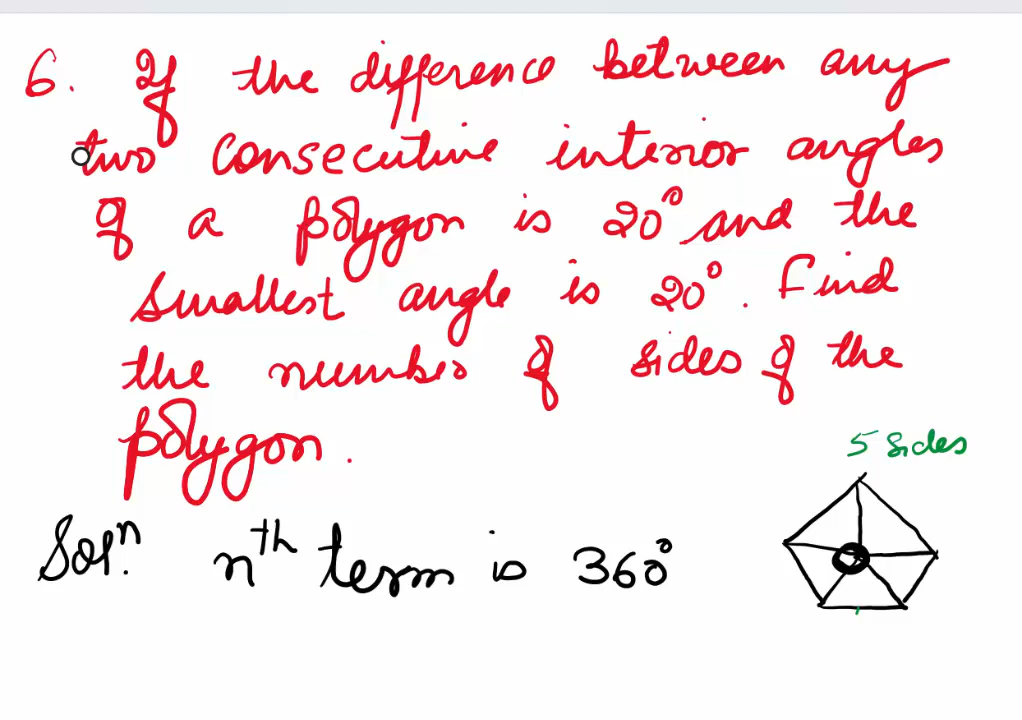 6. If the difference between any
two consecutive interior angles
of a polygon is 20° and the
smallest angle is 20°. Find
the number of sides of the
polygon.
5 sides
Solⁿ. nᵗʰ term is 360°